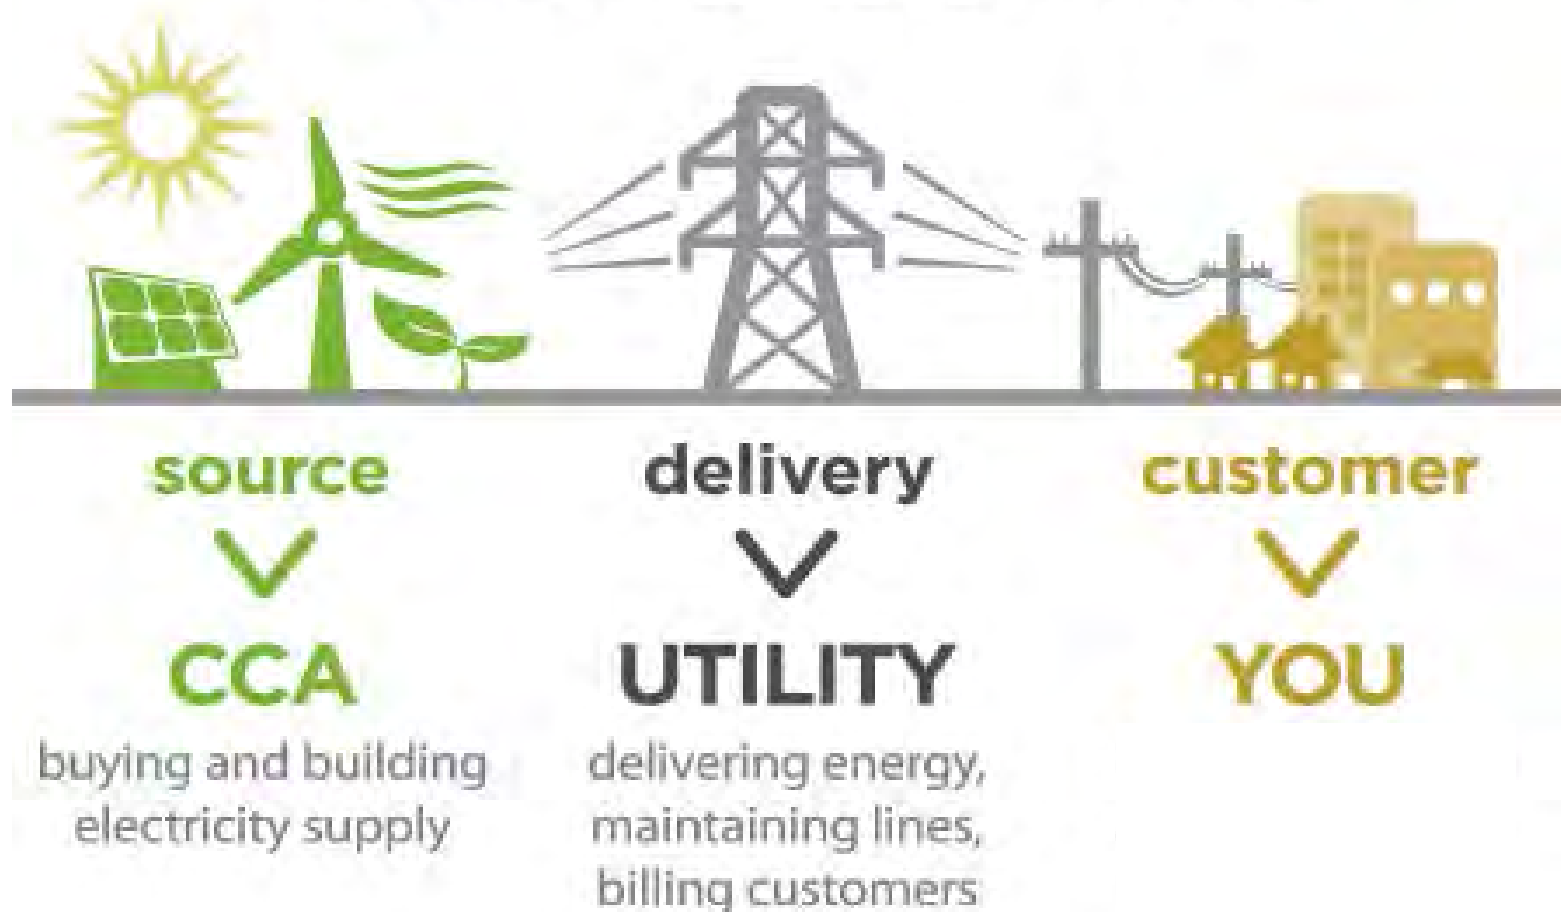 source
delivery
customer
CCA
UTILITY
YOU
buying and building
electricity supply
delivering energy,
maintaining lines,
billing customers